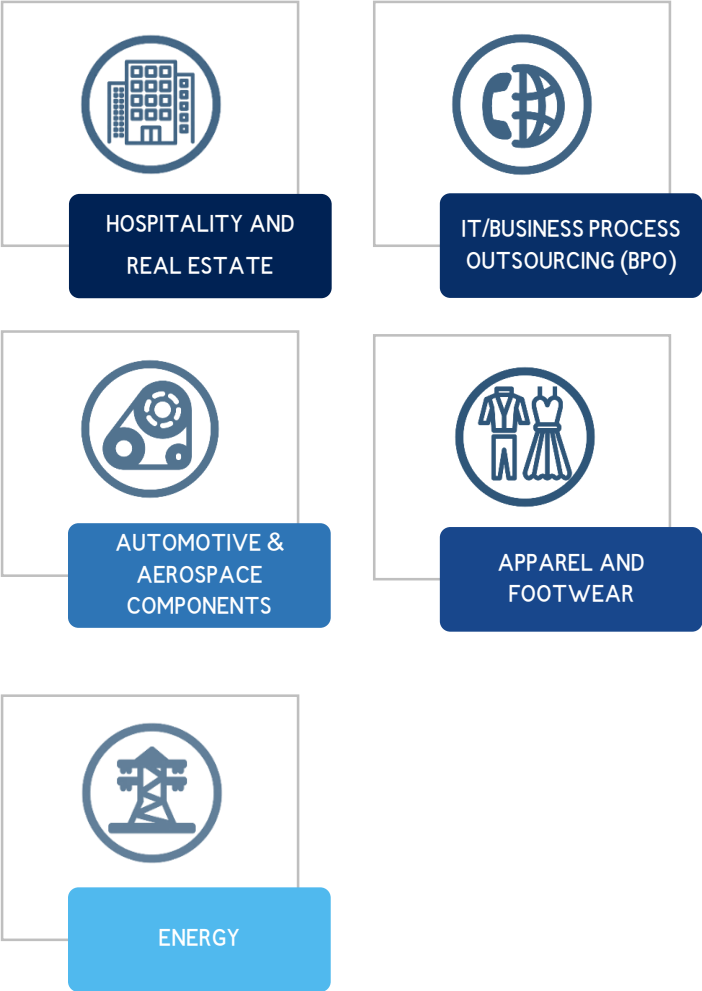 HOSPITALITY AND
REAL ESTATE
IT/BUSINESS PROCESS
OUTSOURCING (BPO)
AUTOMOTIVE &
AEROSPACE
COMPONENTS
APPAREL AND
FOOTWEAR
ENERGY